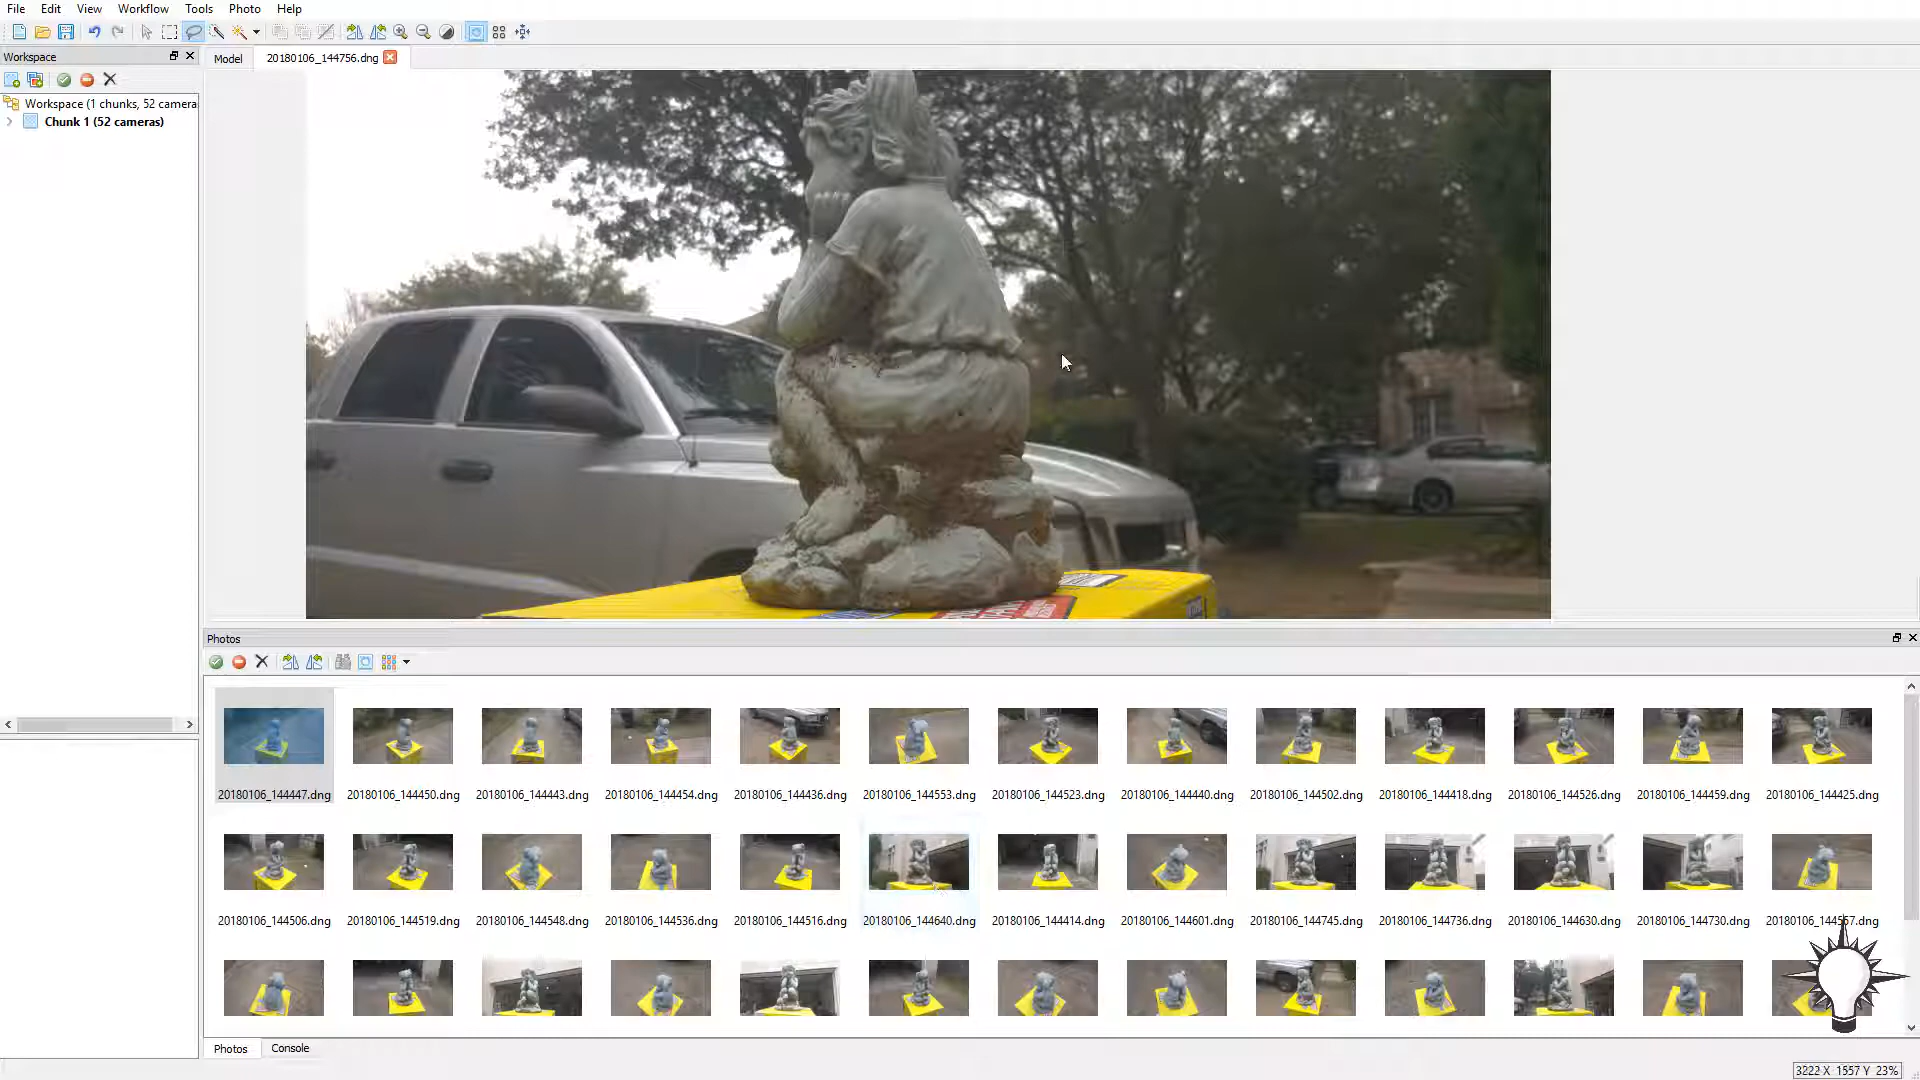 File Edit View Workflow Tools Photo Help
Workspace
Model 20180106_144756.dng
Workspace (1 chunks, 52 camera
Chunk 1 (52 cameras)
Photos
20180106_144447.dng 20180106_144450.dng 20180106_144443.dng 20180106_144454.dng 20180106_144436.dng 20180106_144553.dng 20180106_144523.dng 20180106_144440.dng 20180106_144502.dng 20180106_144418.dng 20180106_144526.dng 20180106_144459.dng 20180106_144425.dng
20180106_144506.dng 20180106_144519.dng 20180106_144548.dng 20180106_144536.dng 20180106_144516.dng 20180106_144640.dng 20180106_144414.dng 20180106_144601.dng 20180106_144745.dng 20180106_144736.dng 20180106_144630.dng 20180106_144730.dng
Photos Console
3222 X 1557 Y 23%